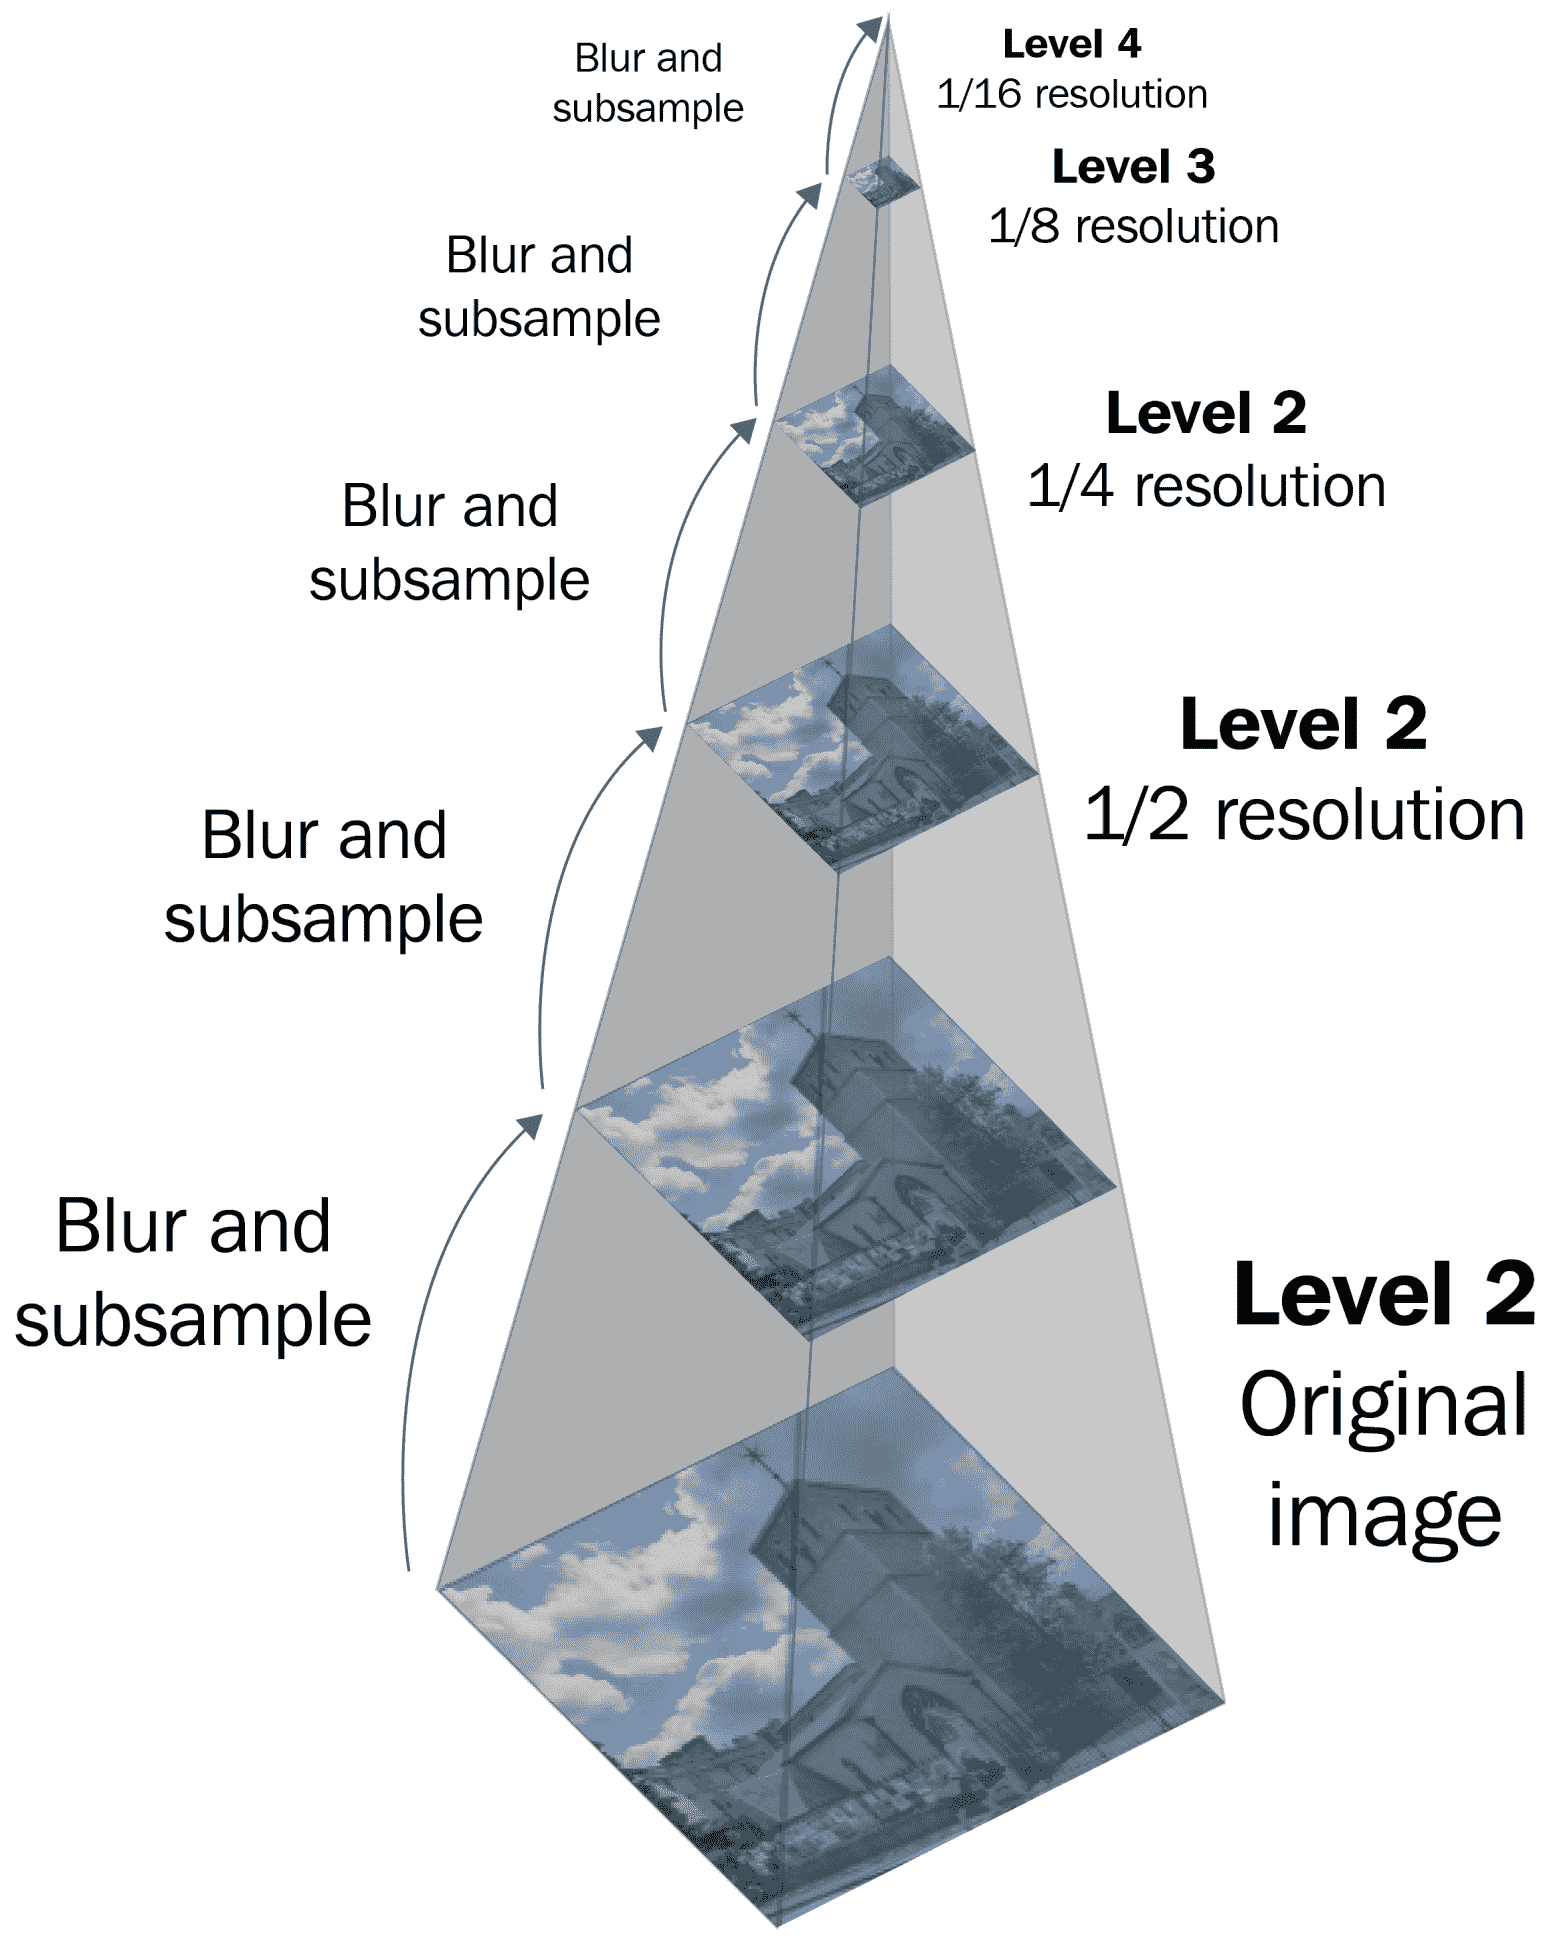 Blur and
subsample
Level 4
1/16 resolution
Level 3
1/8 resolution
Blur and
subsample
Level 2
1/4 resolution
Blur and
subsample
Level 2
1/2 resolution
Blur and
subsample
Blur and
subsample
Level 2
Original
image